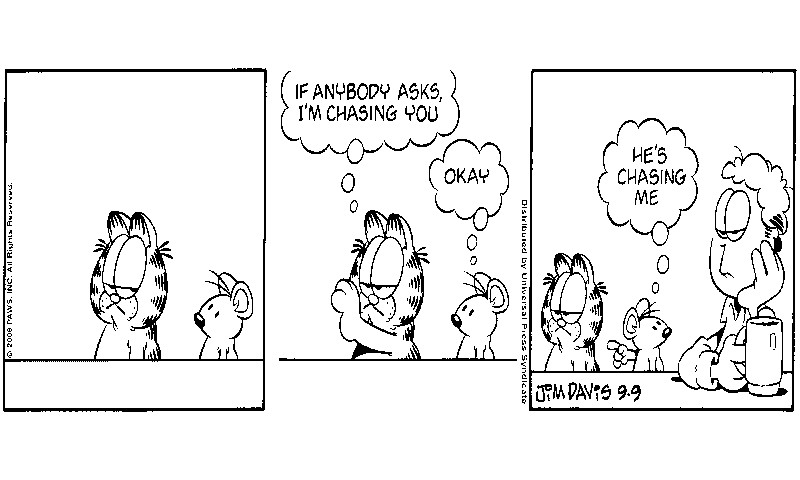 © 2008 PAWS, INC. All Rights Reserved.
IF ANYBODY ASKS,
I'M CHASING YOU
OKAY
Distributed by Universal Press Syndicate
HE'S
CHASING
ME
JIM DAVIS 9.9